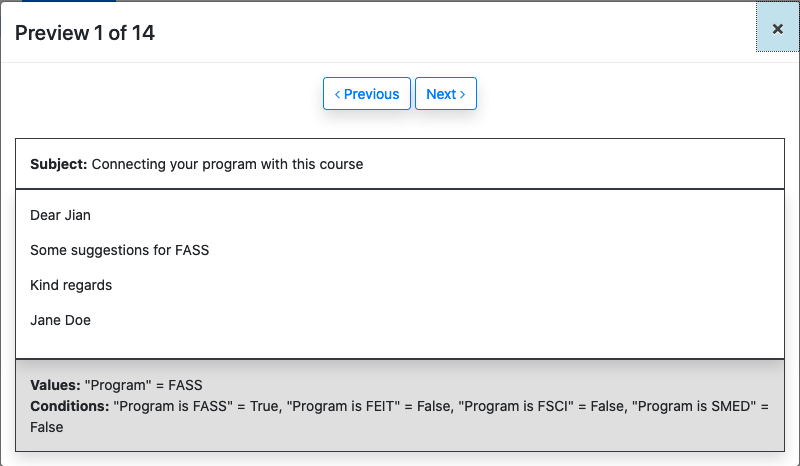 Preview 1 of 14
×
‹ Previous
Next ›
Subject: Connecting your program with this course
Dear Jian
Some suggestions for FASS
Kind regards
Jane Doe
Values: "Program" = FASS
Conditions: "Program is FASS" = True, "Program is FEIT" = False, "Program is FSCI" = False, "Program is SMED" =
False